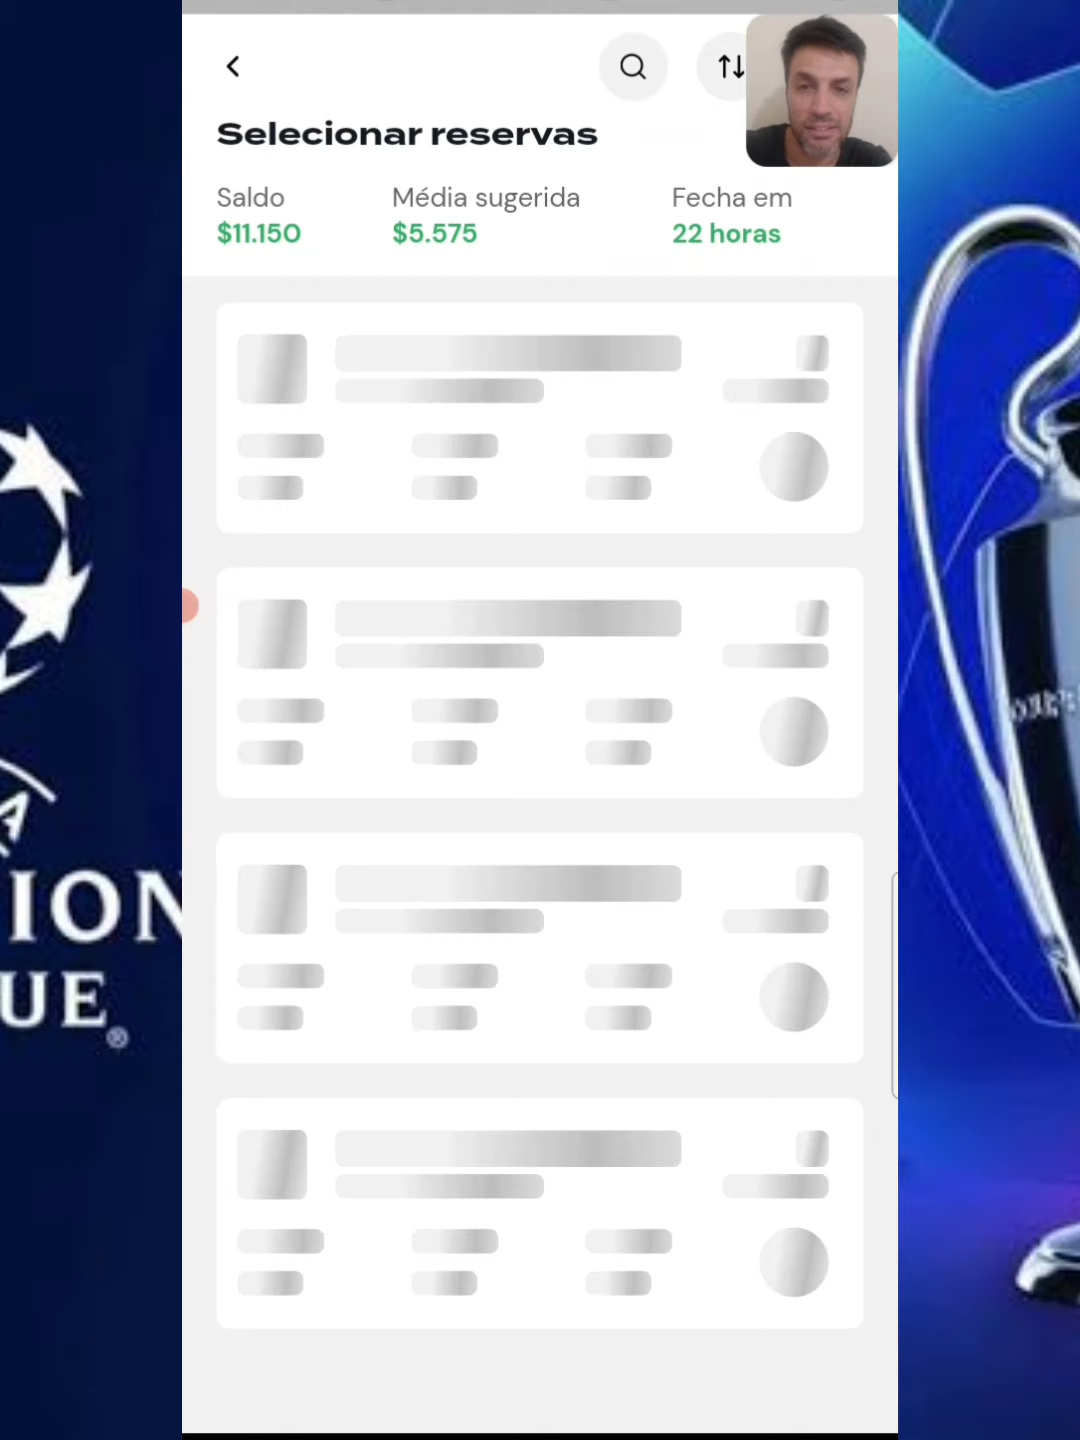 Selecionar reservas
Saldo
Média sugerida
Fecha em
$11.150
$5.575
22 horas
A
ION
UE®